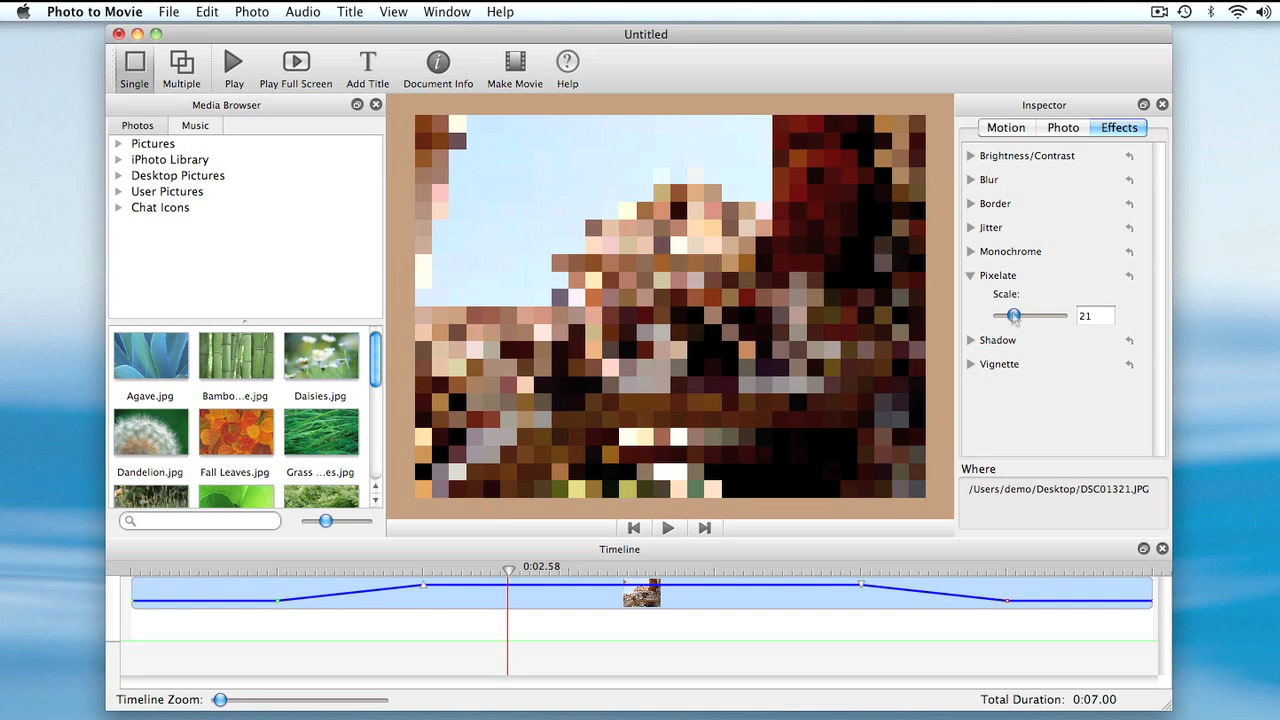 Photo to Movie File Edit Photo Audio Title View Window Help
Untitled
Single Multiple Play Play Full Screen Add Title Document Info Make Movie Help
Media Browser
Photos Music
Pictures
iPhoto Library
Desktop Pictures
User Pictures
Chat Icons
Agave.jpg Bambo...e.jpg Daisies.jpg
Dandelion.jpg Fall Leaves.jpg Grass ...es.jpg
Inspector
Motion Photo Effects
Brightness/Contrast
Blur
Border
Jitter
Monochrome
Pixelate
Scale:
21
Shadow
Vignette
Where
/Users/demo/Desktop/DSC01321.JPG
Timeline
0:02.58
Timeline Zoom:
Total Duration: 0:07.00